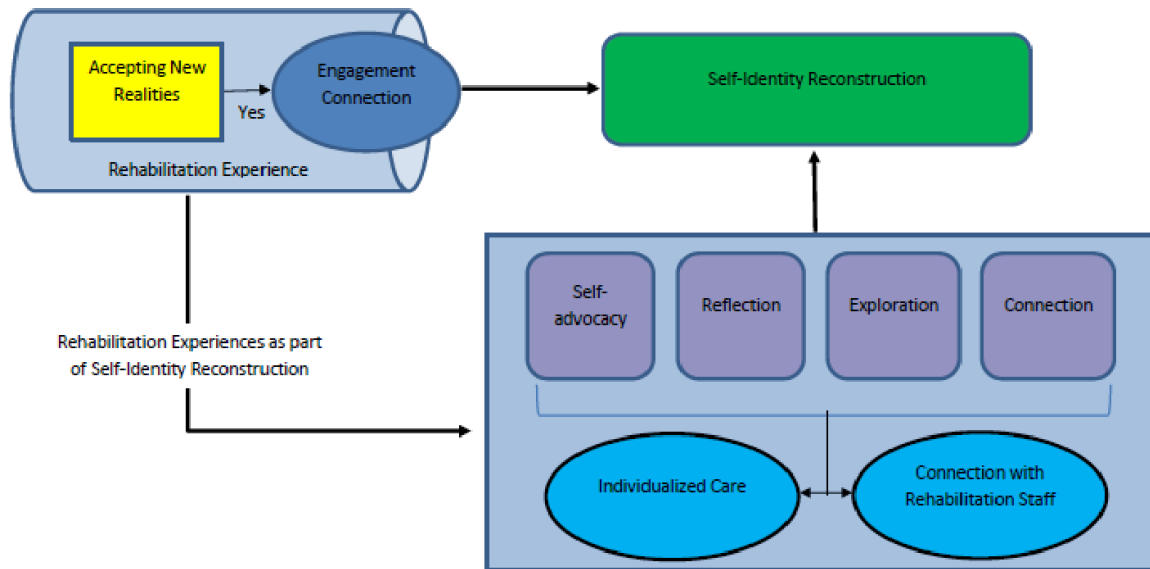 Accepting New
Realities
Yes
Engagement
Connection
Rehabilitation Experience
Self-Identity Reconstruction
Rehabilitation Experiences as part
of Self-Identity Reconstruction
Self-
advocacy
Reflection
Exploration
Connection
Individualized Care
Connection with
Rehabilitation Staff